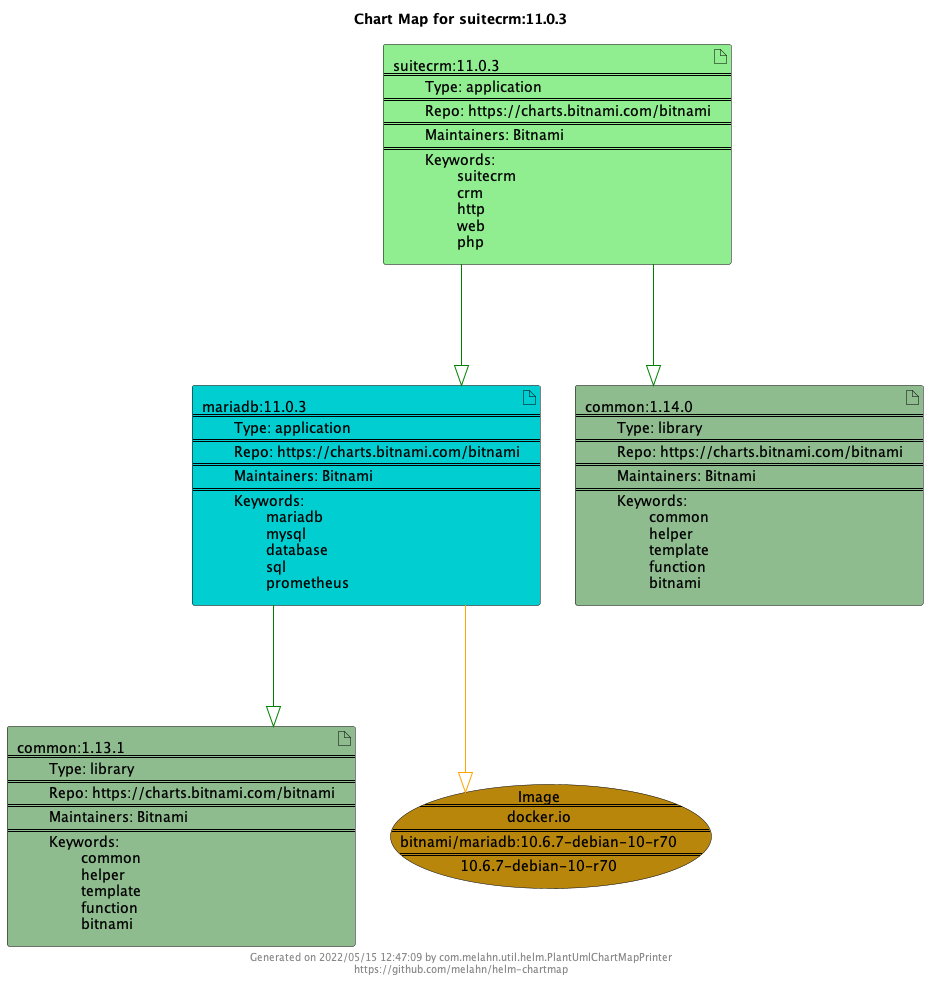 Chart Map for suitecrm:11.0.3
suitecrm:11.0.3
Type: application
Repo: https://charts.bitnami.com/bitnami
Maintainers: Bitnami
Keywords:
suitecrm
crm
http
web
php
mariadb:11.0.3
Type: application
Repo: https://charts.bitnami.com/bitnami
Maintainers: Bitnami
Keywords:
mariadb
mysql
database
sql
prometheus
common:1.14.0
Type: library
Repo: https://charts.bitnami.com/bitnami
Maintainers: Bitnami
Keywords:
common
helper
template
function
bitnami
common:1.13.1
Type: library
Repo: https://charts.bitnami.com/bitnami
Maintainers: Bitnami
Keywords:
common
helper
template
function
bitnami
Image
docker.io
bitnami/mariadb:10.6.7-debian-10-r70
10.6.7-debian-10-r70
Generated on 2022/05/15 12:47:09 by com.melahn.util.helm.PlantUmlChartMapPrinter
https://github.com/melahn/helm-chartmap